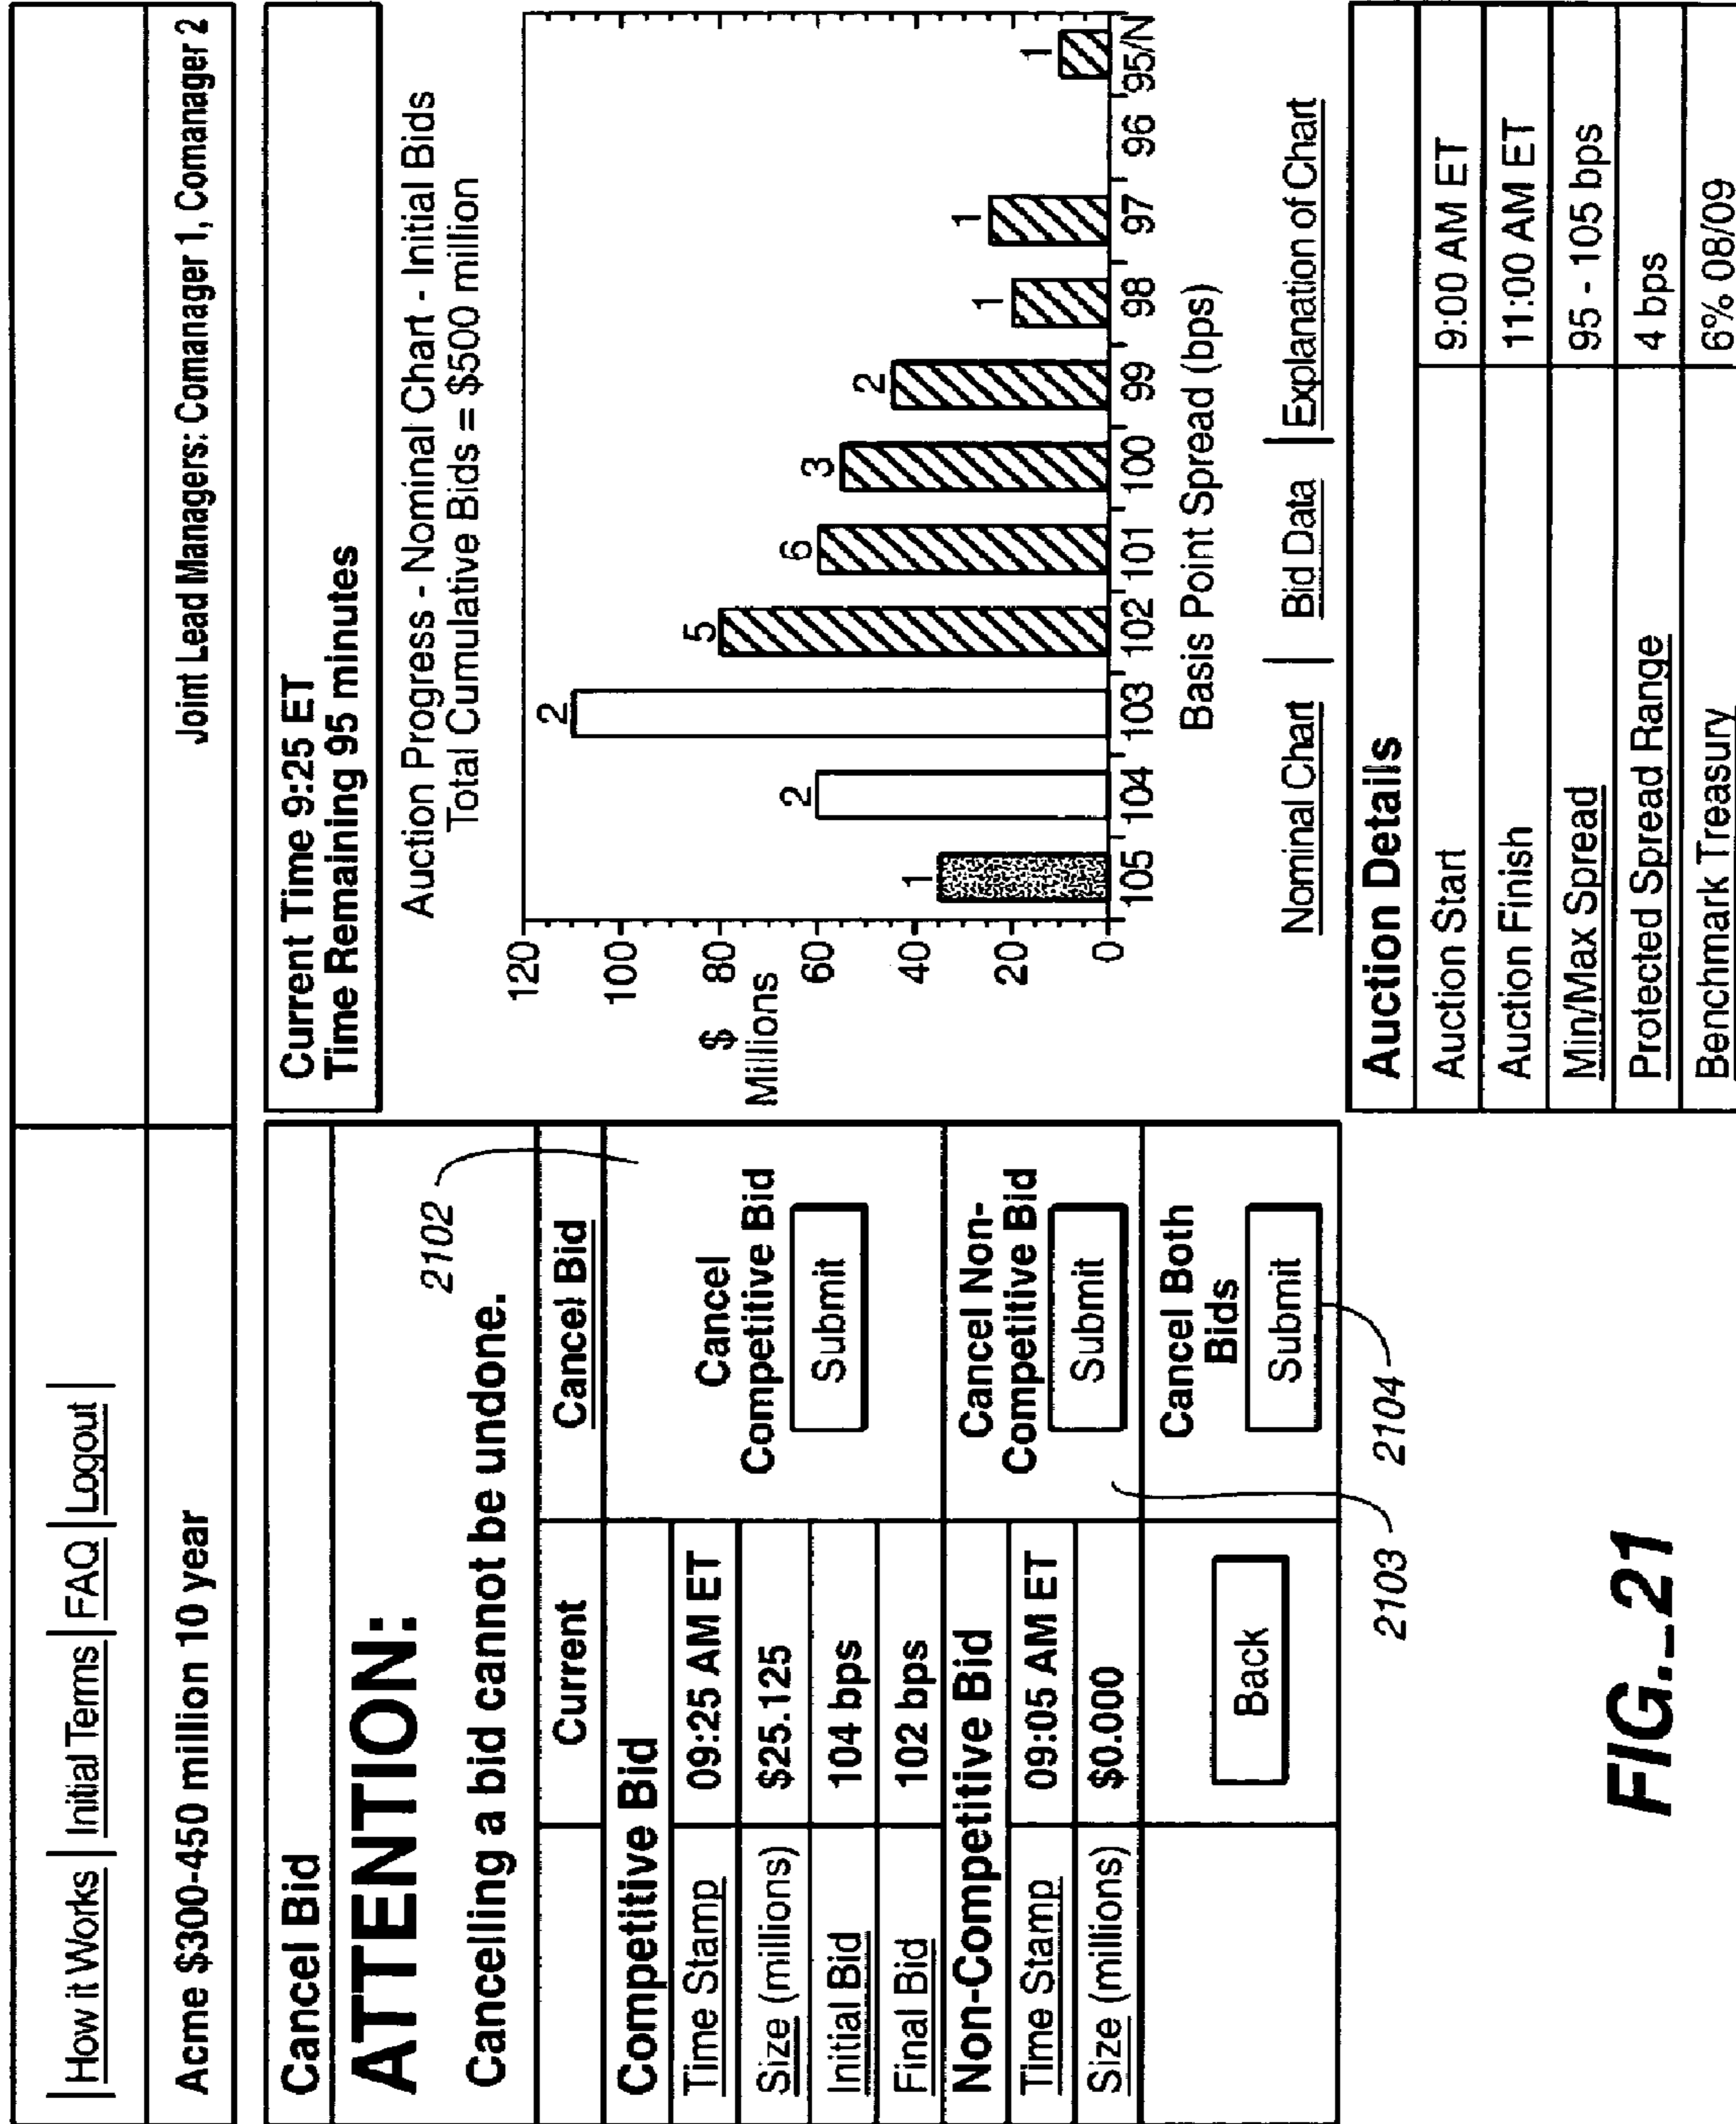 | How it Works | Initial Terms | FAQ | Logout |
Acme $300-450 million 10 year
Joint Lead Managers: Comanager 1, Comanager 2
Cancel Bid
ATTENTION:
Cancelling a bid cannot be undone.
2102
Current
Cancel Bid
Competitive Bid
Time Stamp
09:25 AM ET
Size (millions)
$25.125
Initial Bid
104 bps
Final Bid
102 bps
Cancel
Competitive Bid
Submit
Non-Competitive Bid
Time Stamp
09:05 AM ET
Size (millions)
$0.000
Cancel Non-
Competitive Bid
Submit
Back
Cancel Both
Bids
Submit
2103
2104
Current Time 9:25 ET
Time Remaining 95 minutes
Auction Progress - Nominal Chart - Initial Bids
Total Cumulative Bids = $500 million
$
Millions
120
100
80
60
40
20
0
1
2
2
5
6
3
2
1
1
1
105
104
103
102
101
100
99
98
97
96
95/N
Basis Point Spread (bps)
Nominal Chart | Bid Data | Explanation of Chart
Auction Details
Auction Start
9:00 AM ET
Auction Finish
11:00 AM ET
Min/Max Spread
95 - 105 bps
Protected Spread Range
4 bps
Benchmark Treasury
6% 08/09
FIG._21